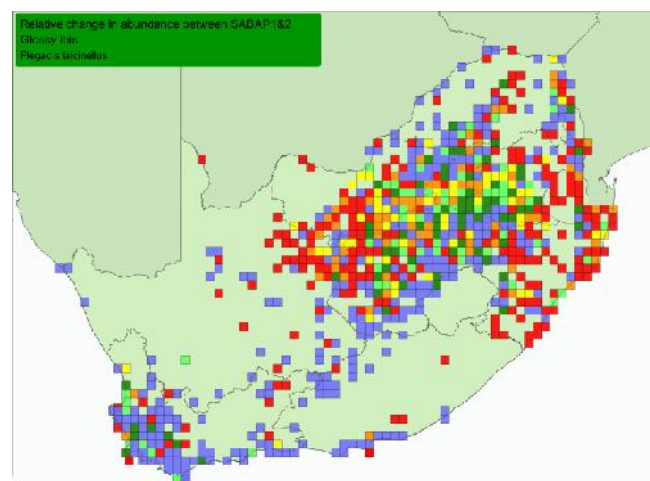 Relative change in abundance between SABAP1&2
Glossy Ibis
Plegadis falcinellus